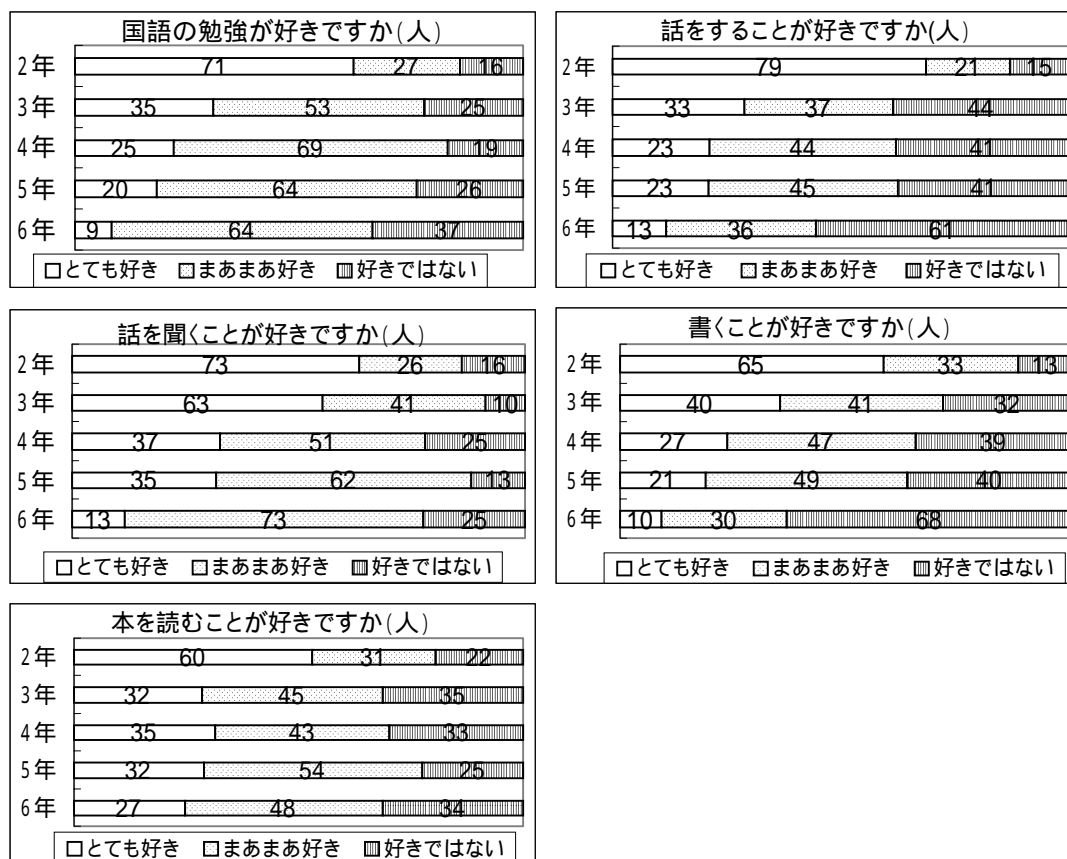 国語の勉強が好きですか(人)
2年 71 27 16
3年 35 53 25
4年 25 69 19
5年 20 64 26
6年 9 64 37
とても好き まあまあ好き 好きではない
話をすることが好きですか(人)
2年 79 21 15
3年 33 37 44
4年 23 44 41
5年 23 45 41
6年 13 36 61
とても好き まあまあ好き 好きではない
話を聞くことが好きですか(人)
2年 73 26 16
3年 63 41 10
4年 37 51 25
5年 35 62 13
6年 13 73 25
とても好き まあまあ好き 好きではない
書くことが好きですか(人)
2年 65 33 13
3年 40 41 32
4年 27 47 39
5年 21 49 40
6年 10 30 68
とても好き まあまあ好き 好きではない
本を読むことが好きですか(人)
2年 60 31 22
3年 32 45 35
4年 35 43 33
5年 32 54 25
6年 27 48 34
とても好き まあまあ好き 好きではない